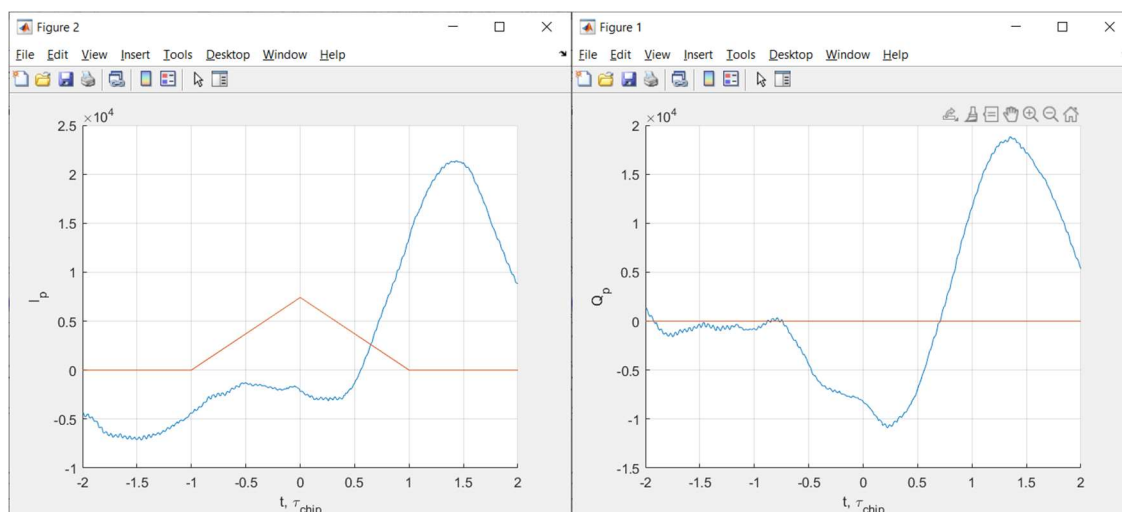 Figure 2
File Edit View Insert Tools Desktop Window Help
×10^4
2.5
2
1.5
1
0.5
0
-0.5
-1
I_p
-2 -1.5 -1 -0.5 0 0.5 1 1.5 2
t, τ_chip
Figure 1
File Edit View Insert Tools Desktop Window Help
×10^4
2
1.5
1
0.5
0
-0.5
-1
-1.5
Q_p
-2 -1.5 -1 -0.5 0 0.5 1 1.5 2
t, τ_chip